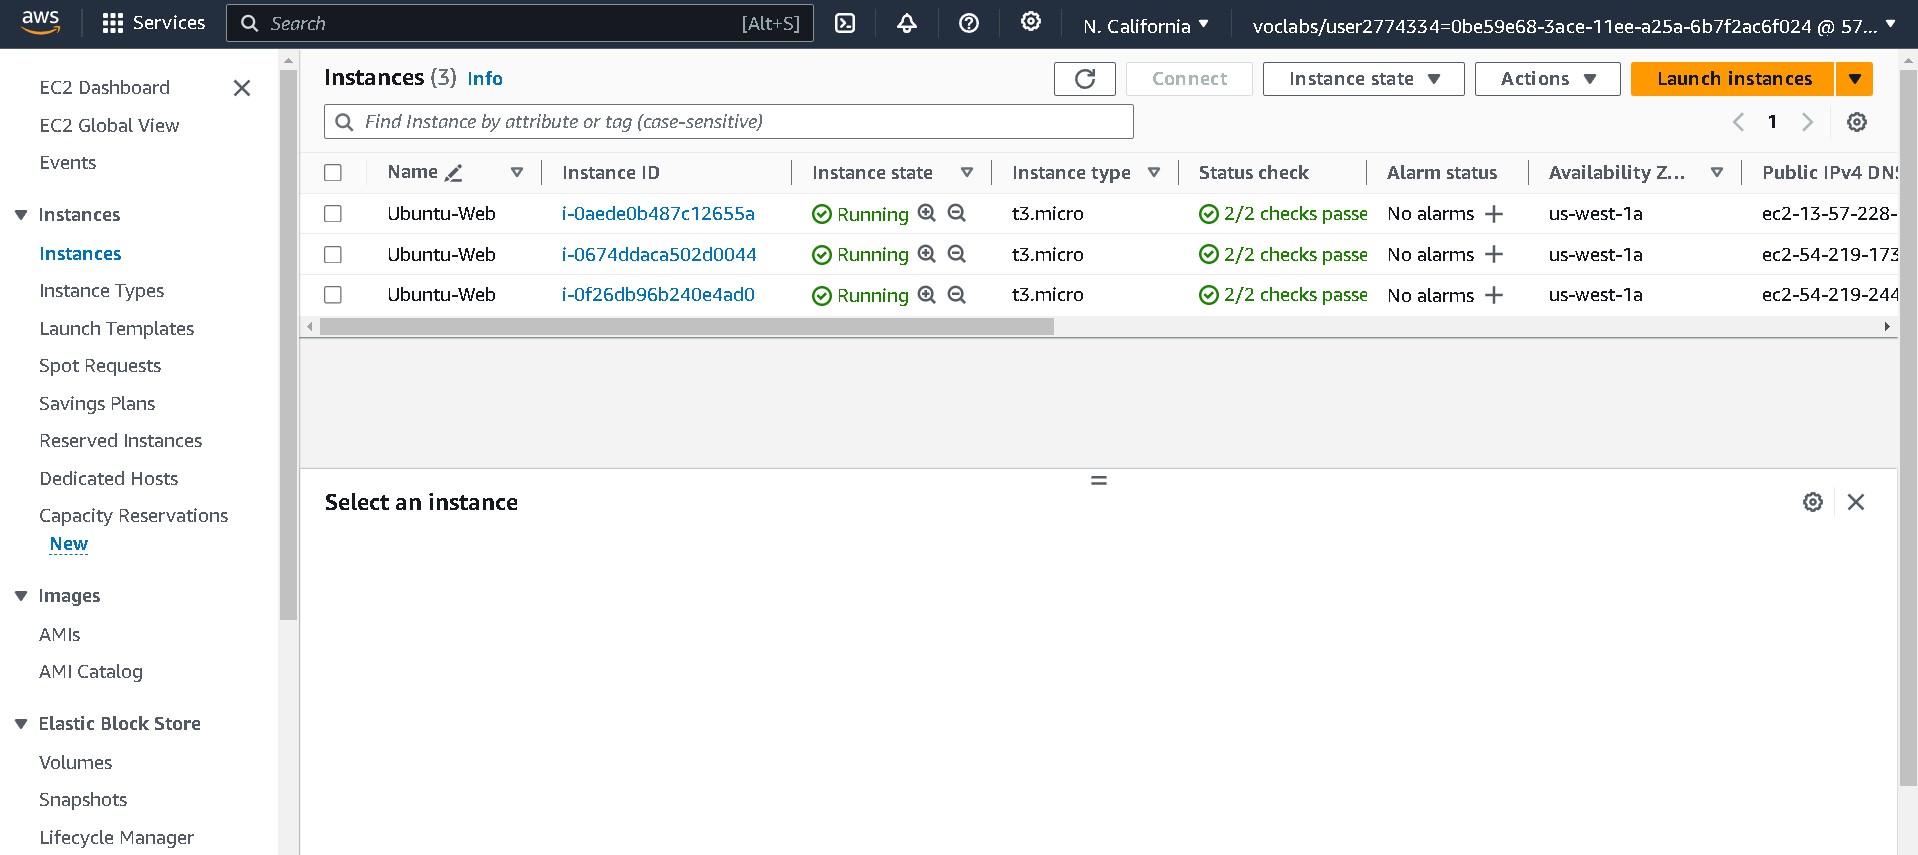 aws Services Search [Alt+S] N. California voclabs/user2774334=0be59e68-3ace-11ee-a25a-6b7f2ac6f024 @ 57...
EC2 Dashboard
EC2 Global View
Events
Instances
Instances
Instance Types
Launch Templates
Spot Requests
Savings Plans
Reserved Instances
Dedicated Hosts
Capacity Reservations
New
Images
AMIs
AMI Catalog
Elastic Block Store
Volumes
Snapshots
Lifecycle Manager
Instances (3) Info Connect Instance state Actions Launch instances
Find Instance by attribute or tag (case-sensitive) 1
Name Instance ID Instance state Instance type Status check Alarm status Availability Z... Public IPv4 DNS
Ubuntu-Web i-0aede0b487c12655a Running t3.micro 2/2 checks passe No alarms us-west-1a ec2-13-57-228-
Ubuntu-Web i-0674ddaca502d0044 Running t3.micro 2/2 checks passe No alarms us-west-1a ec2-54-219-173
Ubuntu-Web i-0f26db96b240e4ad0 Running t3.micro 2/2 checks passe No alarms us-west-1a ec2-54-219-244
Select an instance